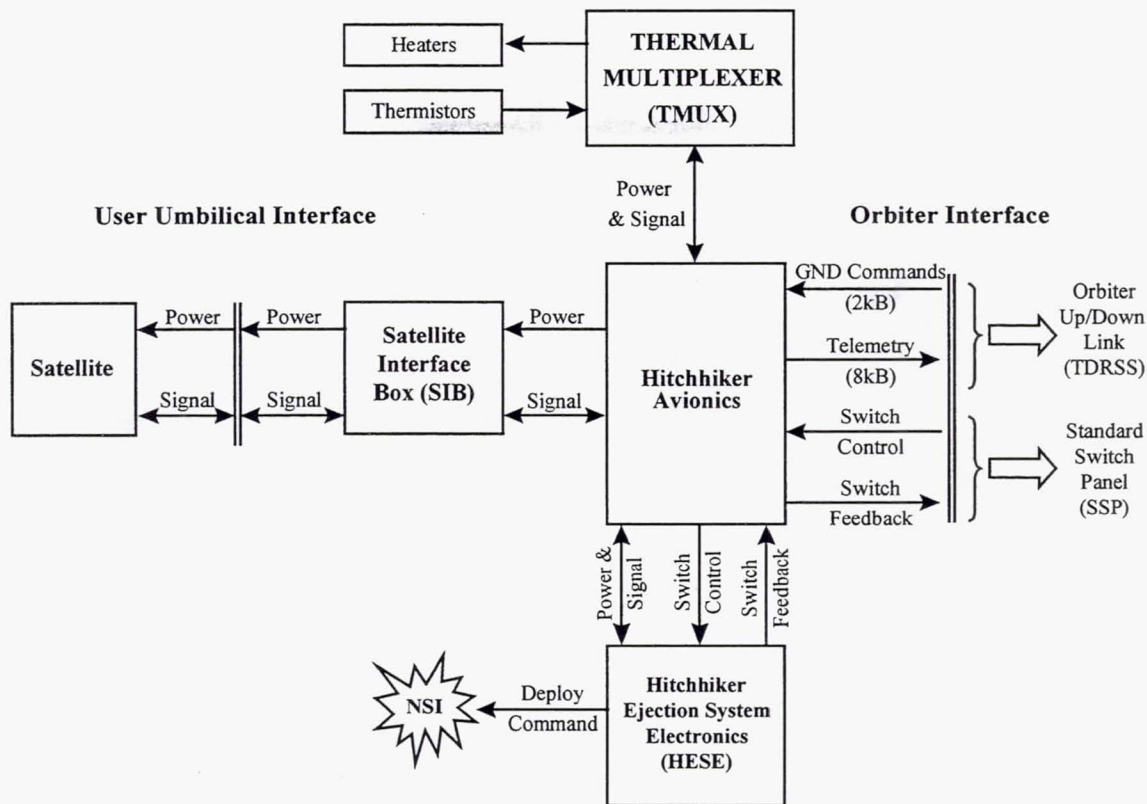 Heaters
Thermistors
THERMAL
MULTIPLEXER
(TMUX)
Power
& Signal
User Umbilical Interface
Orbiter Interface
Satellite
Power
Signal
Power
Signal
Satellite
Interface
Box (SIB)
Power
Signal
Hitchhiker
Avionics
GND Commands
(2kB)
Telemetry
(8kB)
Switch
Control
Switch
Feedback
Orbiter
Up/Down
Link
(TDRSS)
Standard
Switch
Panel
(SSP)
Power &
Signal
Switch
Control
Switch
Feedback
NSI
Deploy
Command
Hitchhiker
Ejection System
Electronics
(HESE)